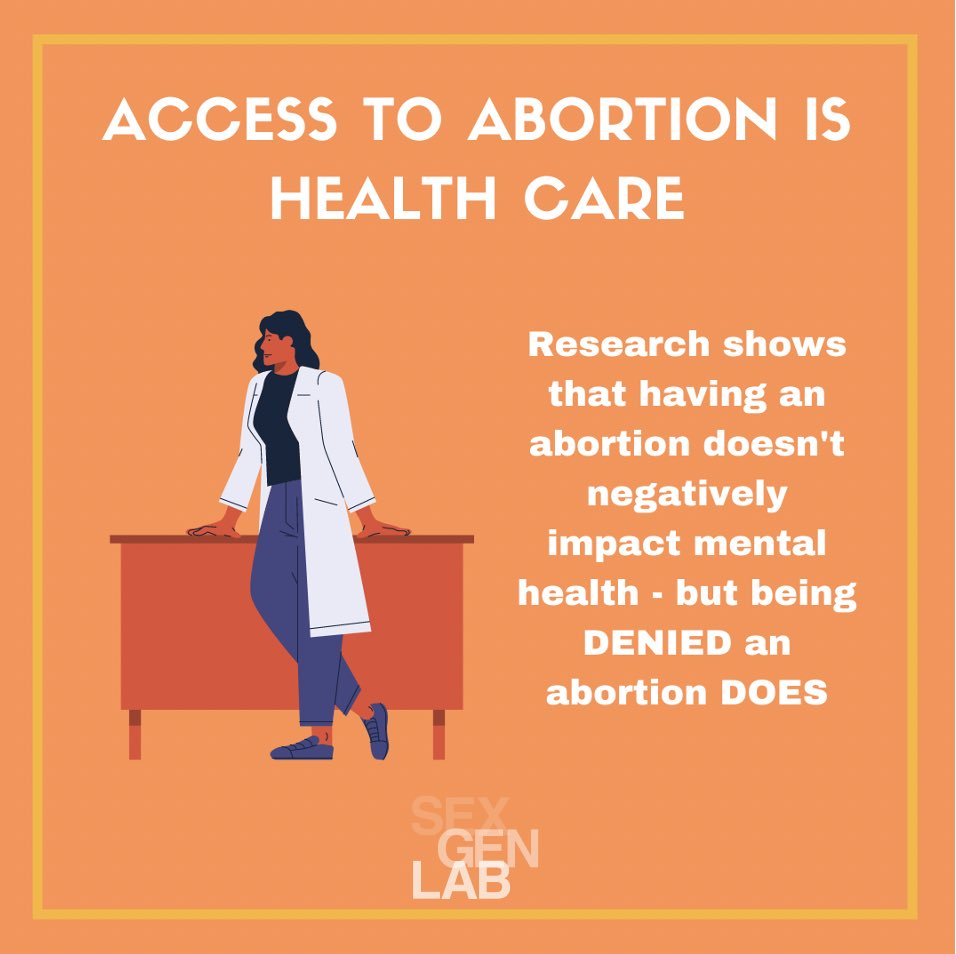 ACCESS TO ABORTION IS
HEALTH CARE
Research shows
that having an
abortion doesn't
negatively
impact mental
health - but being
DENIED an
abortion DOES
SEX
GEN
LAB